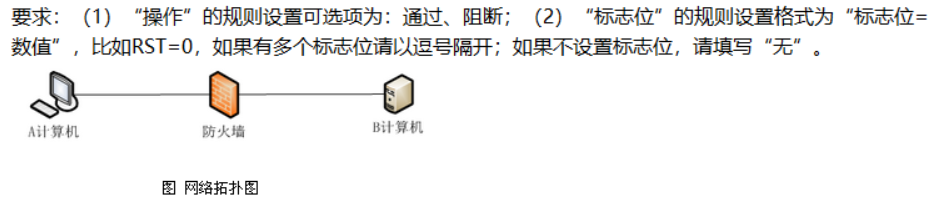 要求：（1）“操作”的规则设置可选项为：通过、阻断；（2）“标志位”的规则设置格式为“标志位=
数值”，比如RST=0，如果有多个标志位请以逗号隔开；如果不设置标志位，请填写“无”。
A计算机 防火墙 B计算机
图 网络拓扑图